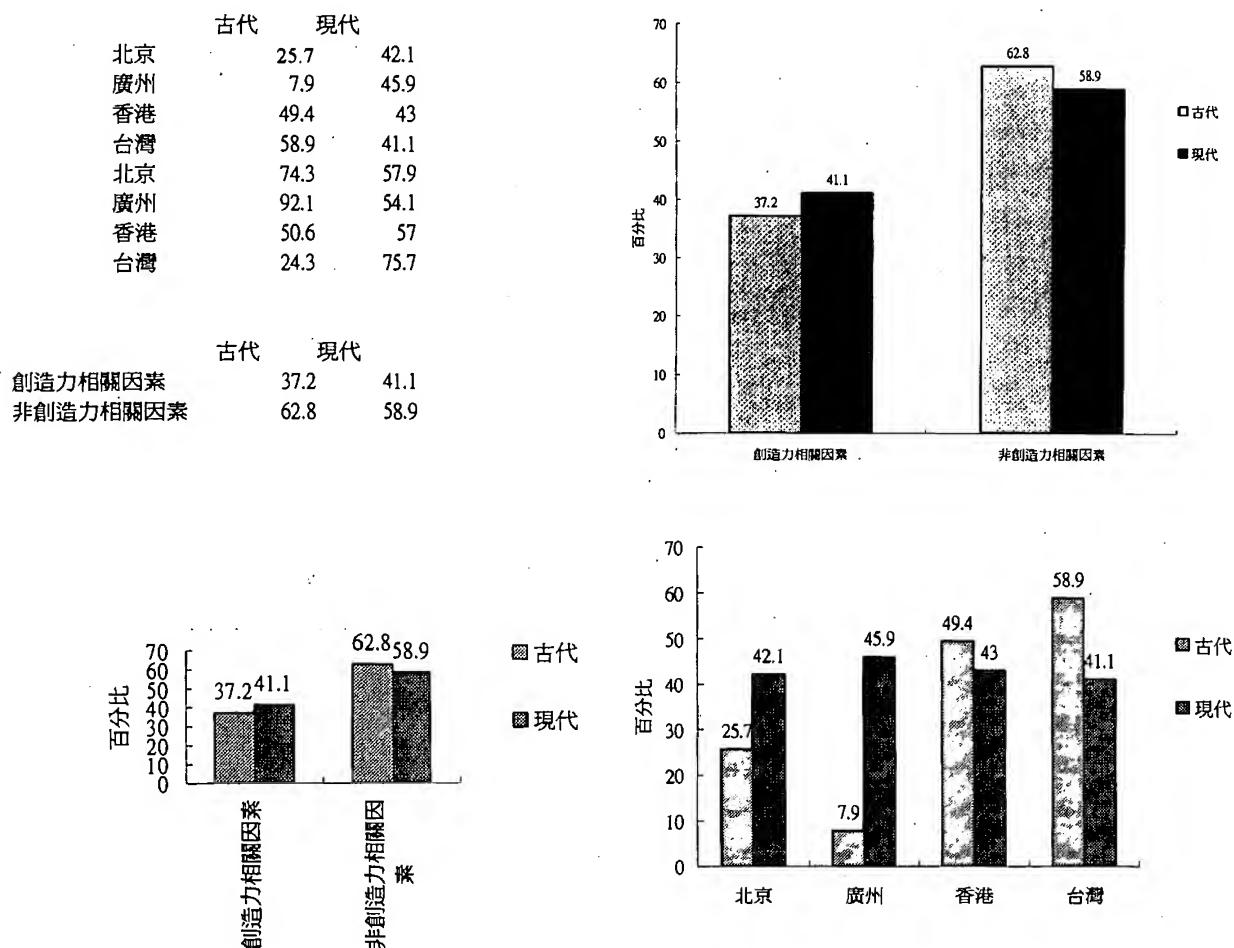 古代 現代
北京 25.7 42.1
廣州 7.9 45.9
香港 49.4 43
台灣 58.9 41.1
北京 74.3 57.9
廣州 92.1 54.1
香港 50.6 57
台灣 24.3 75.7
古代 現代
創造力相關因素 37.2 41.1
非創造力相關因素 62.8 58.9
70
60
50
40
30
20
10
0
百分比
37.2
41.1
62.8
58.9
創造力相關因素
非創造力相關因素
古代
現代
70
60
50
40
30
20
10
0
百分比
37.2
41.1
62.8
58.9
創造力相關因素
非創造力相關因
素
古代
現代
70
60
50
40
30
20
10
0
百分比
25.7
42.1
7.9
45.9
49.4
43
58.9
41.1
北京
廣州
香港
台灣
古代
現代